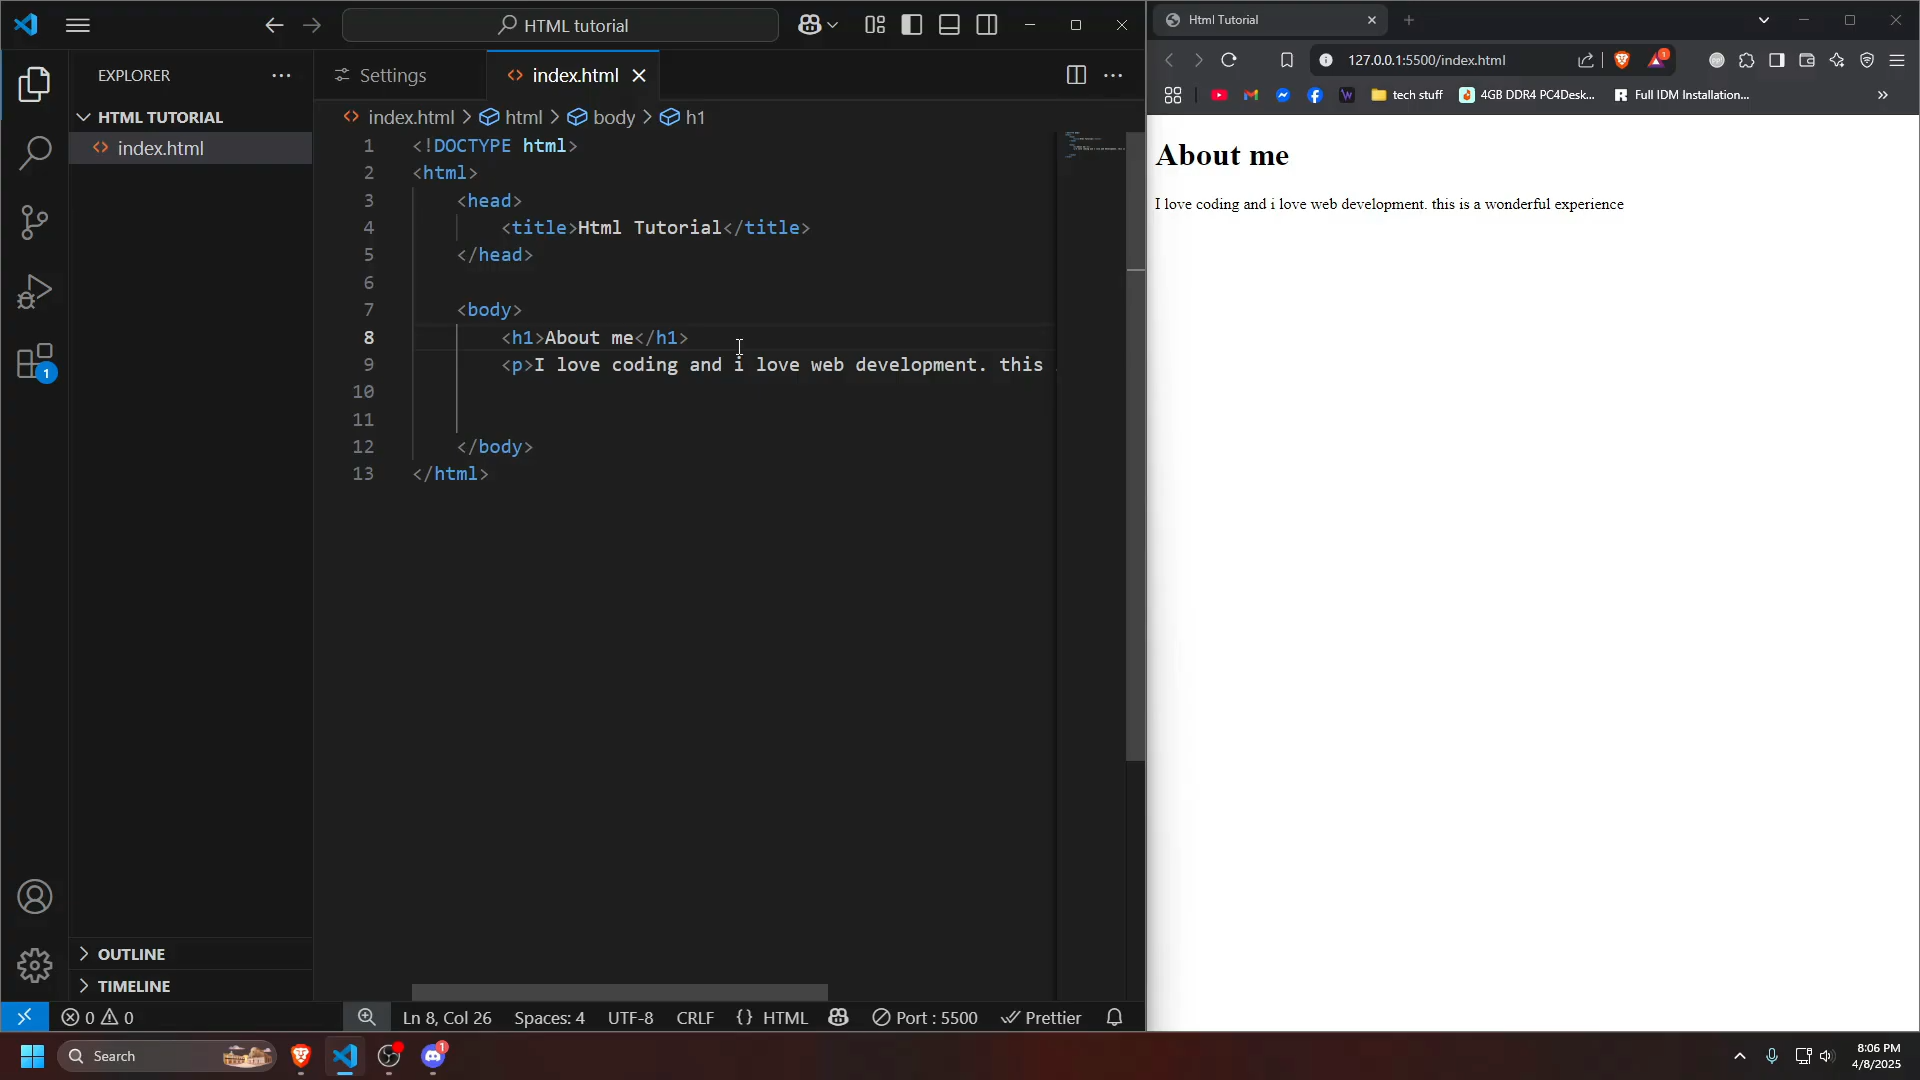 HTML tutorial
EXPLORER
HTML TUTORIAL
index.html
Settings
index.html
index.html > html > body > h1
1 <!DOCTYPE html>
2 <html>
3 <head>
4 <title>Html Tutorial</title>
5 </head>
6
7 <body>
8 <h1>About me</h1>
9 <p>I love coding and i love web development. this
10
11
12 </body>
13 </html>
1
OUTLINE
TIMELINE
0 0
Ln 8, Col 26 Spaces: 4 UTF-8 CRLF {} HTML Port : 5500 Prettier
Html Tutorial
127.0.0.1:5500/index.html
1
tech stuff 4GB DDR4 PC4Desk... Full IDM Installation...
About me
I love coding and i love web development. this is a wonderful experience
Search
1
8:06 PM
4/8/2025